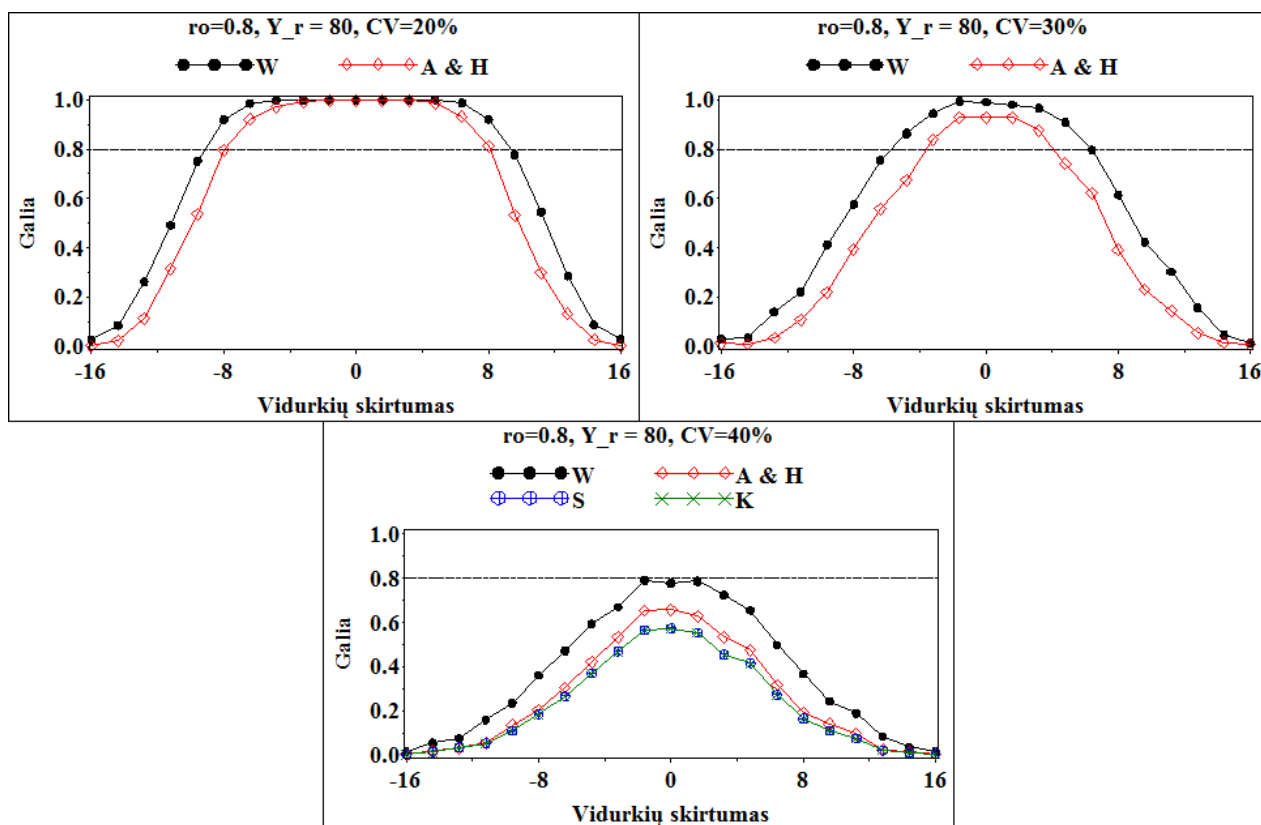 ro=0.8, Y_r = 80, CV=20%
W A & H
1.0
0.8
0.6
0.4
0.2
0.0
Galia
-16 -8 0 8 16
Vidurkių skirtumas
ro=0.8, Y_r = 80, CV=30%
W A & H
1.0
0.8
0.6
0.4
0.2
0.0
Galia
-16 -8 0 8 16
Vidurkių skirtumas
ro=0.8, Y_r = 80, CV=40%
W A & H
S K
1.0
0.8
0.6
0.4
0.2
0.0
Galia
-16 -8 0 8 16
Vidurkių skirtumas